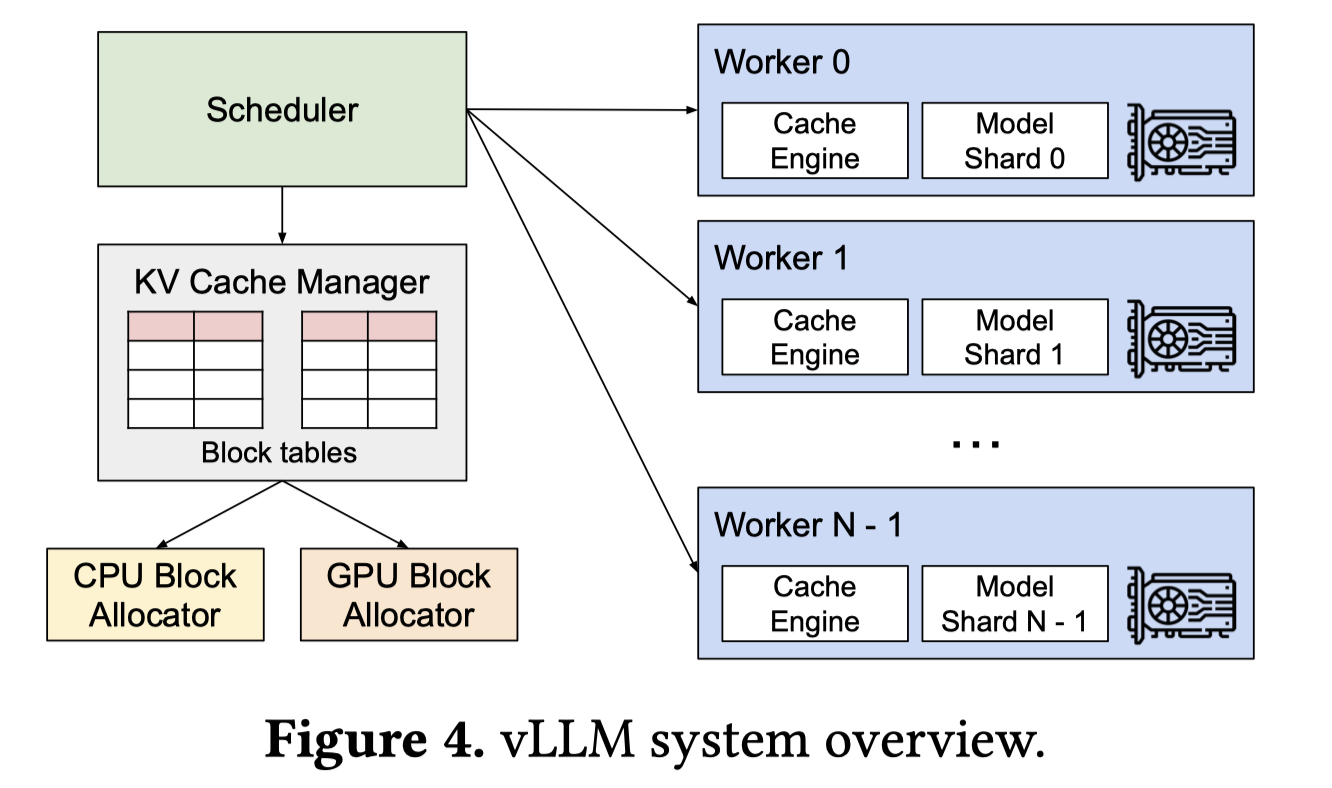 Scheduler
KV Cache Manager
Block tables
CPU Block
Allocator
GPU Block
Allocator
Worker 0
Cache
Engine
Model
Shard 0
Worker 1
Cache
Engine
Model
Shard 1
...
Worker N - 1
Cache
Engine
Model
Shard N - 1
Figure 4. vLLM system overview.